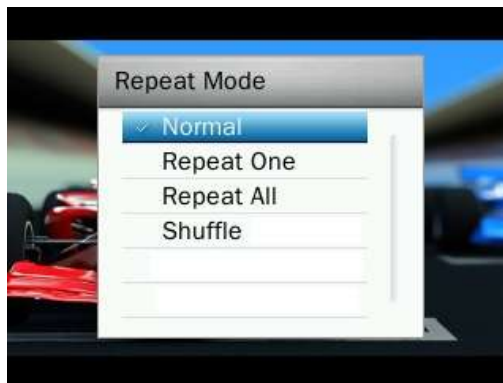 Repeat Mode
Normal
Repeat One
Repeat All
Shuffle